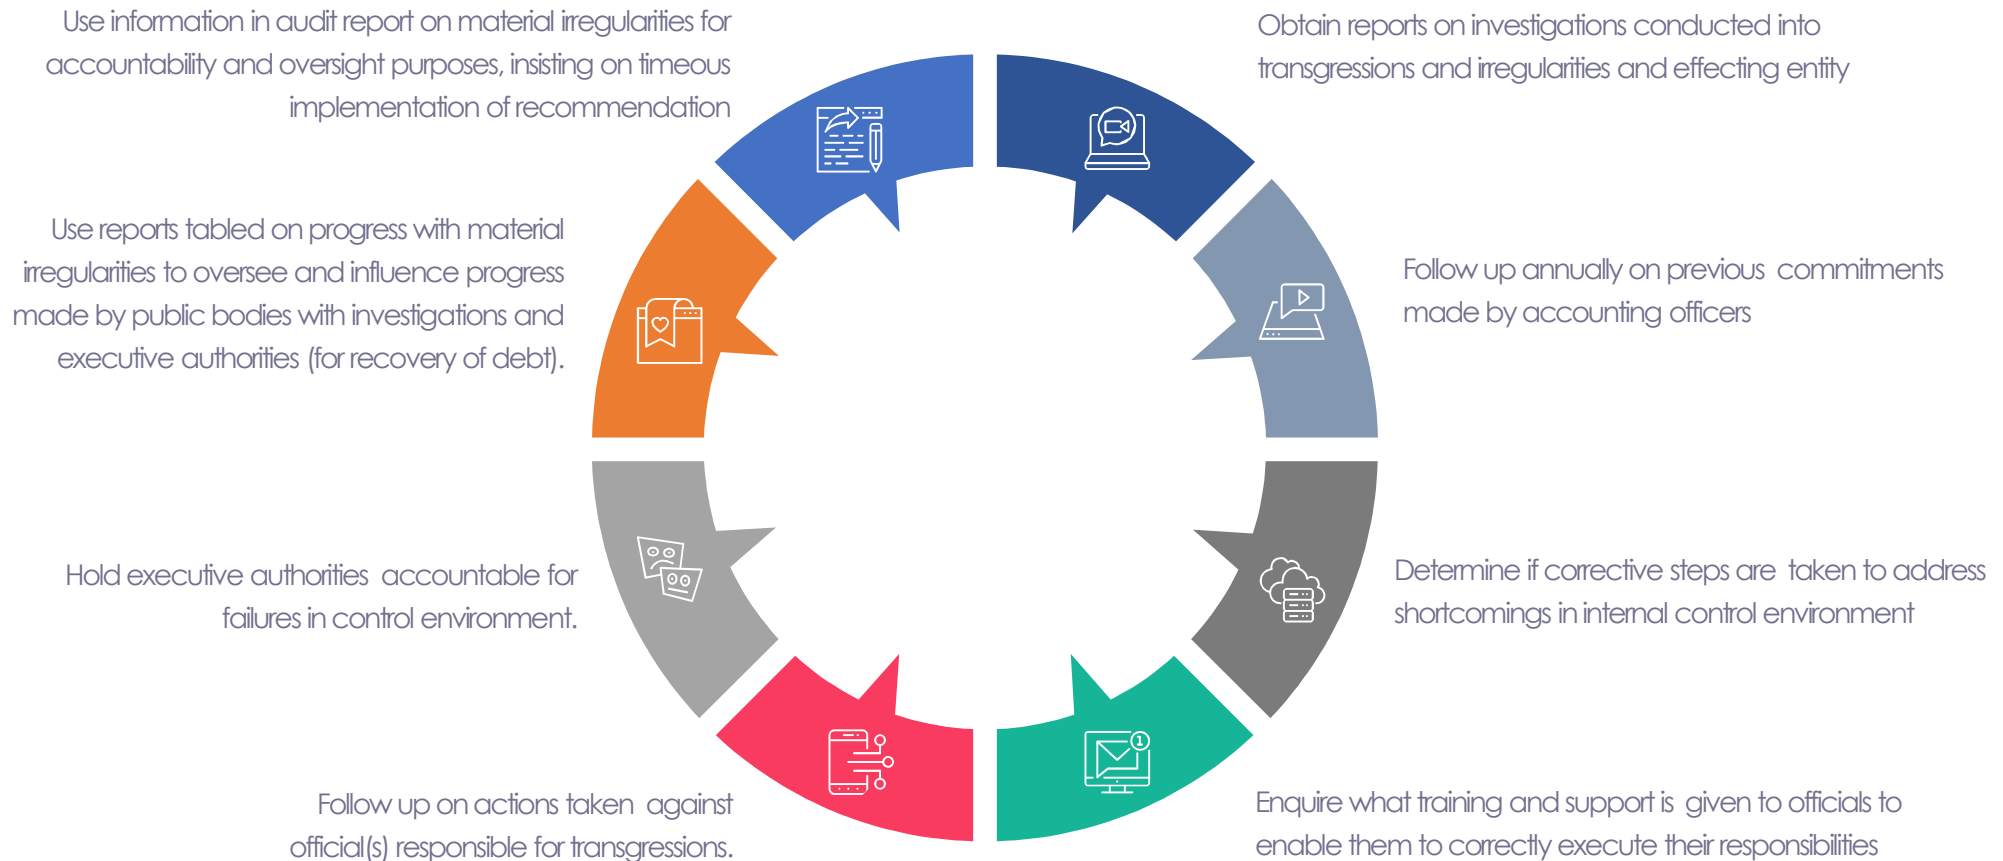 Use information in audit report on material irregularities for
accountability and oversight purposes, insisting on timeous
implementation of recommendation
Obtain reports on investigations conducted into
transgressions and irregularities and effecting entity
Use reports tabled on progress with material
irregularities to oversee and influence progress
made by public bodies with investigations and
executive authorities (for recovery of debt).
Follow up annually on previous commitments
made by accounting officers
Hold executive authorities accountable for
failures in control environment.
Determine if corrective steps are taken to address
shortcomings in internal control environment
1
Follow up on actions taken against
official(s) responsible for transgressions.
Enquire what training and support is given to officials to
enable them to correctly execute their responsibilities